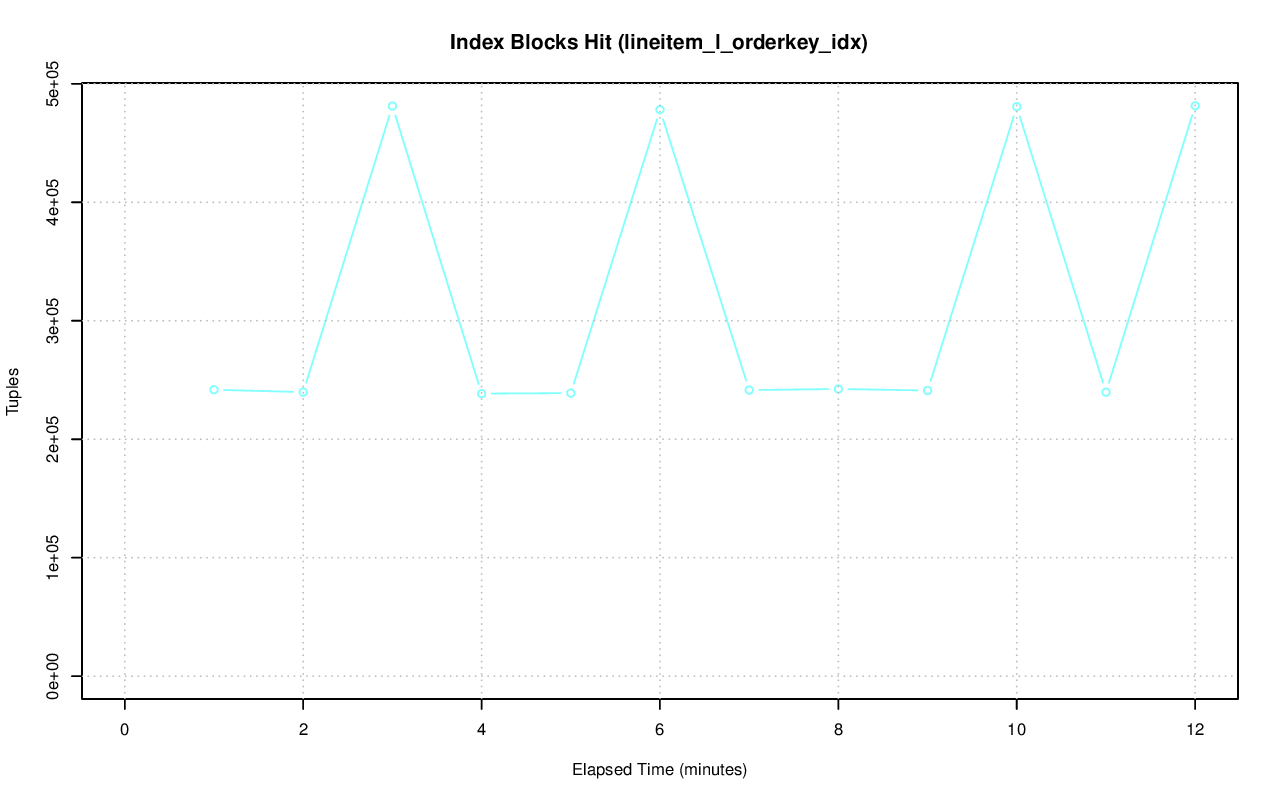 Index Blocks Hit (lineitem_l_orderkey_idx)
5e+05
4e+05
3e+05
2e+05
1e+05
0e+00
Tuples
0 2 4 6 8 10 12
Elapsed Time (minutes)